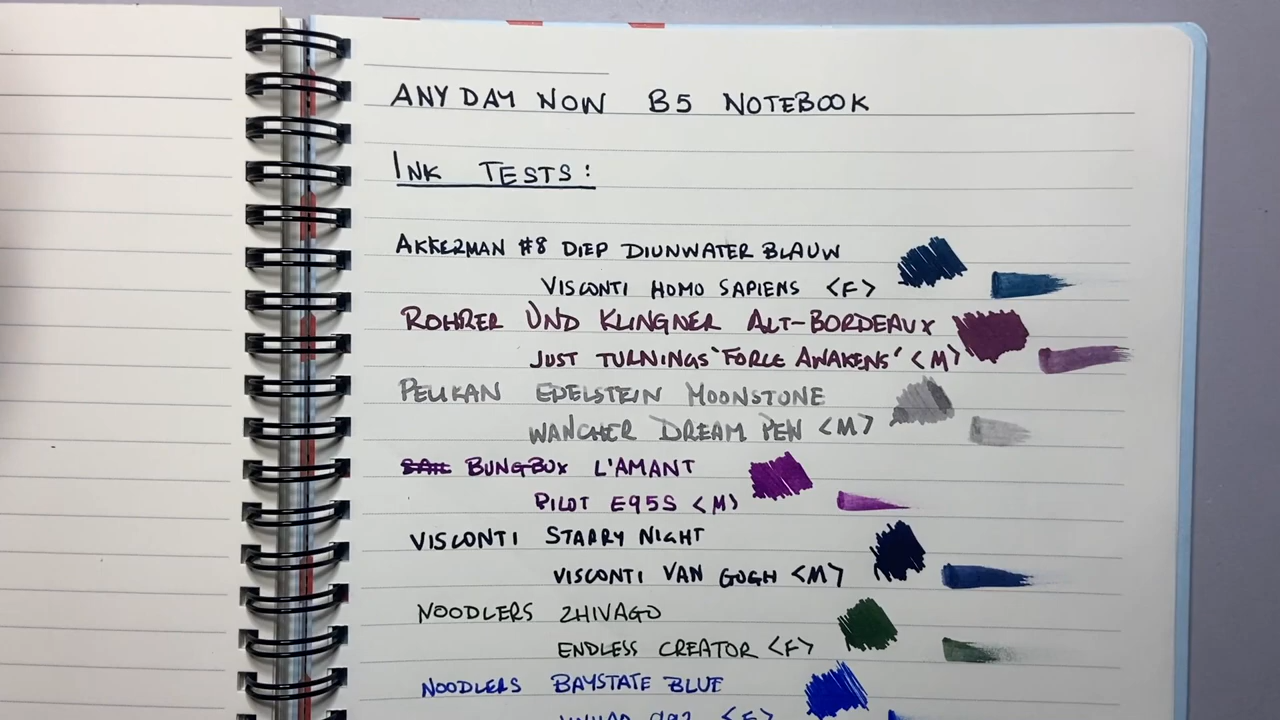 ANY DAY NOW B5 NOTEBOOK
INK TESTS:
AKKERMAN #8 DIEP DIUNWATER BLAUW
VISCONTI HOMO SAPIENS <F>
ROHRER UND KLINGNER ALT-BORDEAUX
JUST TURNINGS 'FORCE AWAKENS' <M>
PELIKAN EDELSTEIN MOONSTONE
WANCHER DREAM PEN <M>
BUNGBOX L'AMANT
PILOT E95S <M>
VISCONTI STARRY NIGHT
VISCONTI VAN GOGH <M>
NOODLERS ZHIVAGO
ENDLESS CREATOR <F>
NOODLERS BAYSTATE BLUE